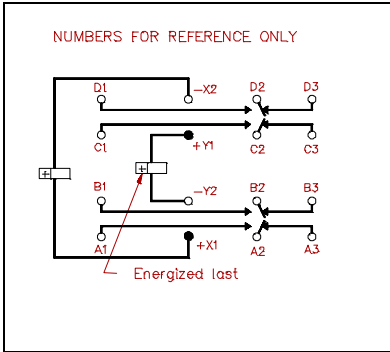 NUMBERS FOR REFERENCE ONLY
D1 -X2 D2 D3
C1 +Y1 C2 C3
+ +
B1 -Y2 B2 B3
A1 +X1 A2 A3
Energized last